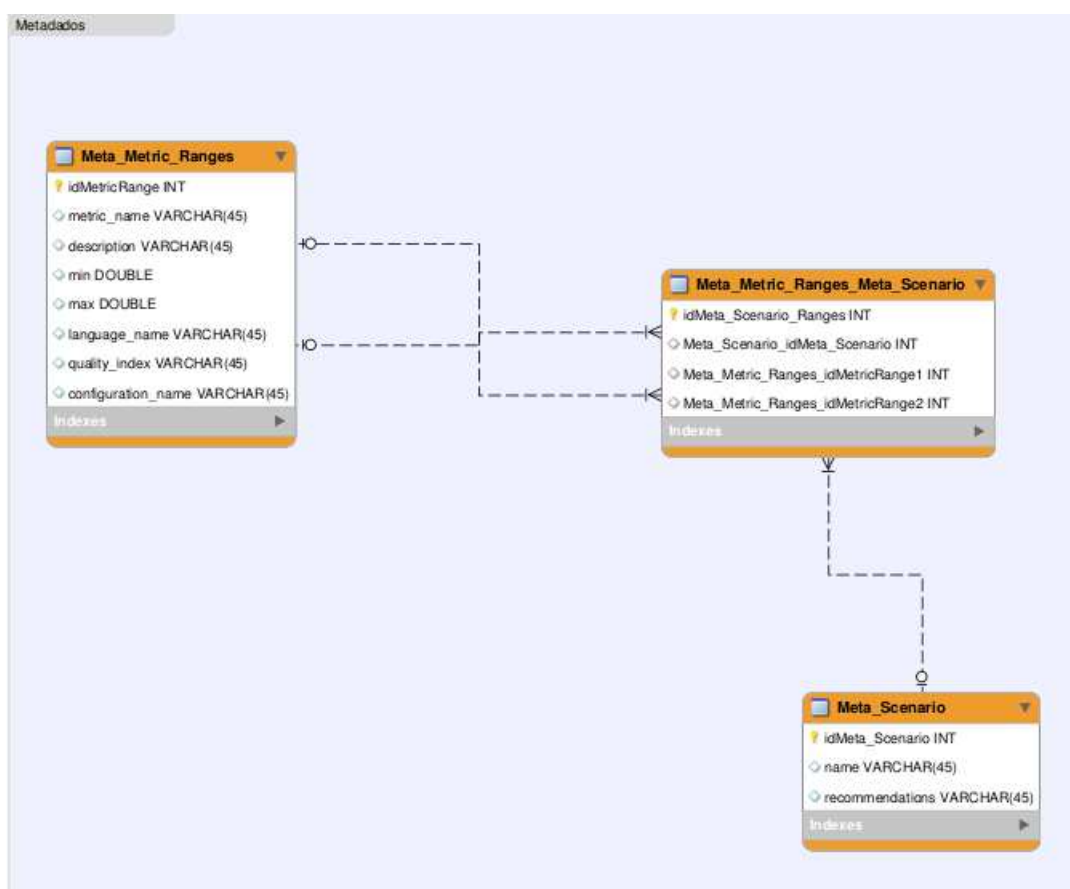 Metadados
Meta_Metric_Ranges
idMetricRange INT
metric_name VARCHAR(45)
description VARCHAR(45)
min DOUBLE
max DOUBLE
language_name VARCHAR(45)
quality_index VARCHAR(45)
configuration_name VARCHAR(45)
Indexes
Meta_Metric_Ranges_Meta_Scenario
idMeta_Scenario_Ranges INT
Meta_Scenario_idMeta_Scenario INT
Meta_Metric_Ranges_idMetricRange1 INT
Meta_Metric_Ranges_idMetricRange2 INT
Indexes
Meta_Scenario
idMeta_Scenario INT
name VARCHAR(45)
recommendations VARCHAR(45)
Indexes